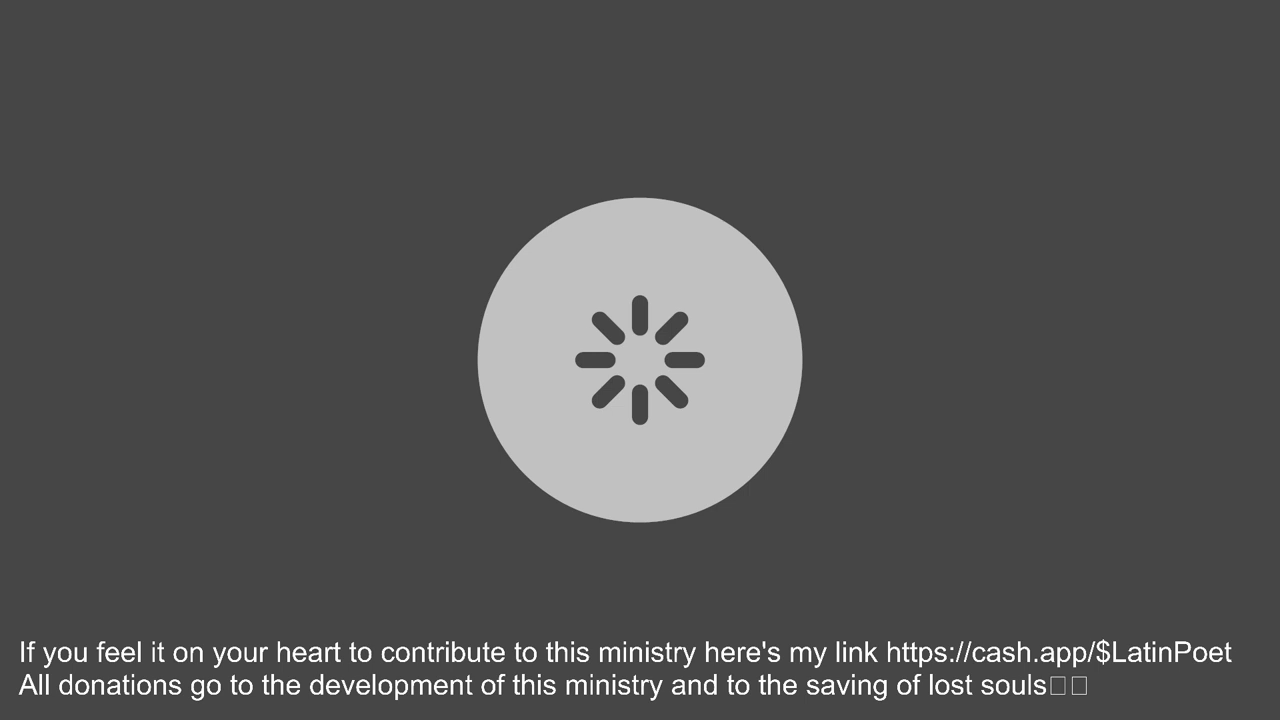 If you feel it on your heart to contribute to this ministry here's my link https://cash.app/$LatinPoet
All donations go to the development of this ministry and to the saving of lost souls